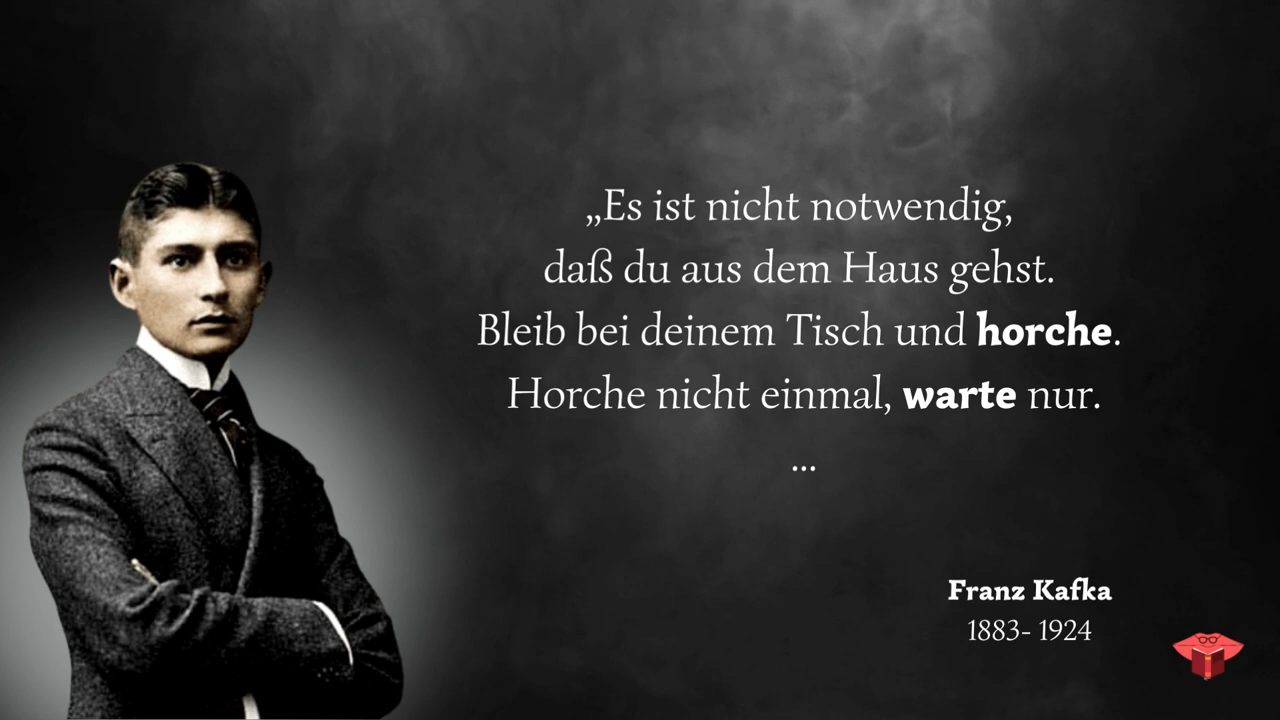 „Es ist nicht notwendig,
daß du aus dem Haus gehst.
Bleib bei deinem Tisch und horche.
Horche nicht einmal, warte nur.
...
Franz Kafka
1883- 1924